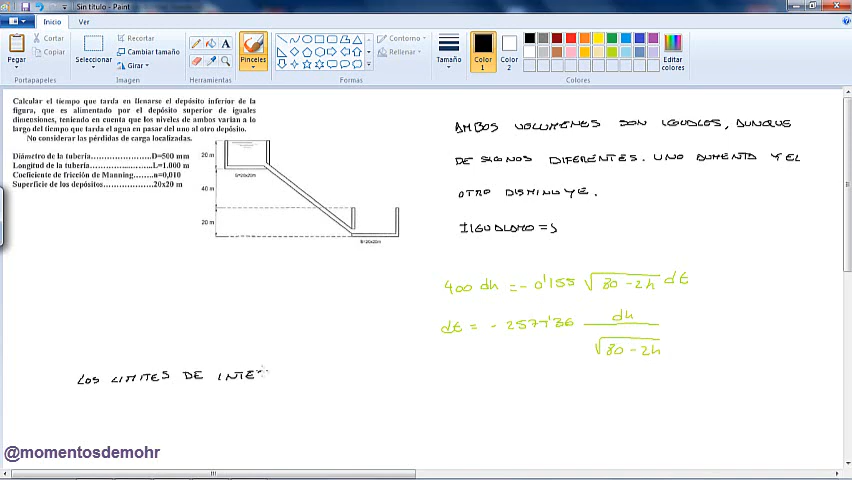 Sin título - Paint
Inicio
Ver
Pegar
Cortar
Copiar
Portapapeles
Seleccionar
Recortar
Cambiar tamaño
Girar
Imagen
Herramientas
Pinceles
Formas
Contorno
Rellenar
Tamaño
Color 1
Color 2
Colores
Editar colores
Calcular el tiempo que tarda en llenarse el depósito inferior de la
figura, que es alimentado por el depósito superior de iguales
dimensiones, teniendo en cuenta que los niveles de ambos varian a lo
largo del tiempo que tarda el agua en pasar del uno al otro depósito.
No considerar las pérdidas de carga localizadas.
Diámetro de la tubería......................D=500 mm
Longitud de la tubería......................L=1.000 m
Coeficiente de fricción de Manning.......n=0,010
Superficie de los depósitos...................20x20 m
20 m
S=20x20m
40 m
20 m
S=20x20m
AMBOS VOLUMENES SON IGUALES, AUNQUE
DE SIGNOS DIFERENTES. UNO AUMENTA Y EL
OTRO DISMINUYE.
IGUALAMOS
400 dh = - 0'155 √80-2h dt
dt = - 2574'36 dh / √80-2h
LOS LIMITES DE INTE
@momentosdemohr